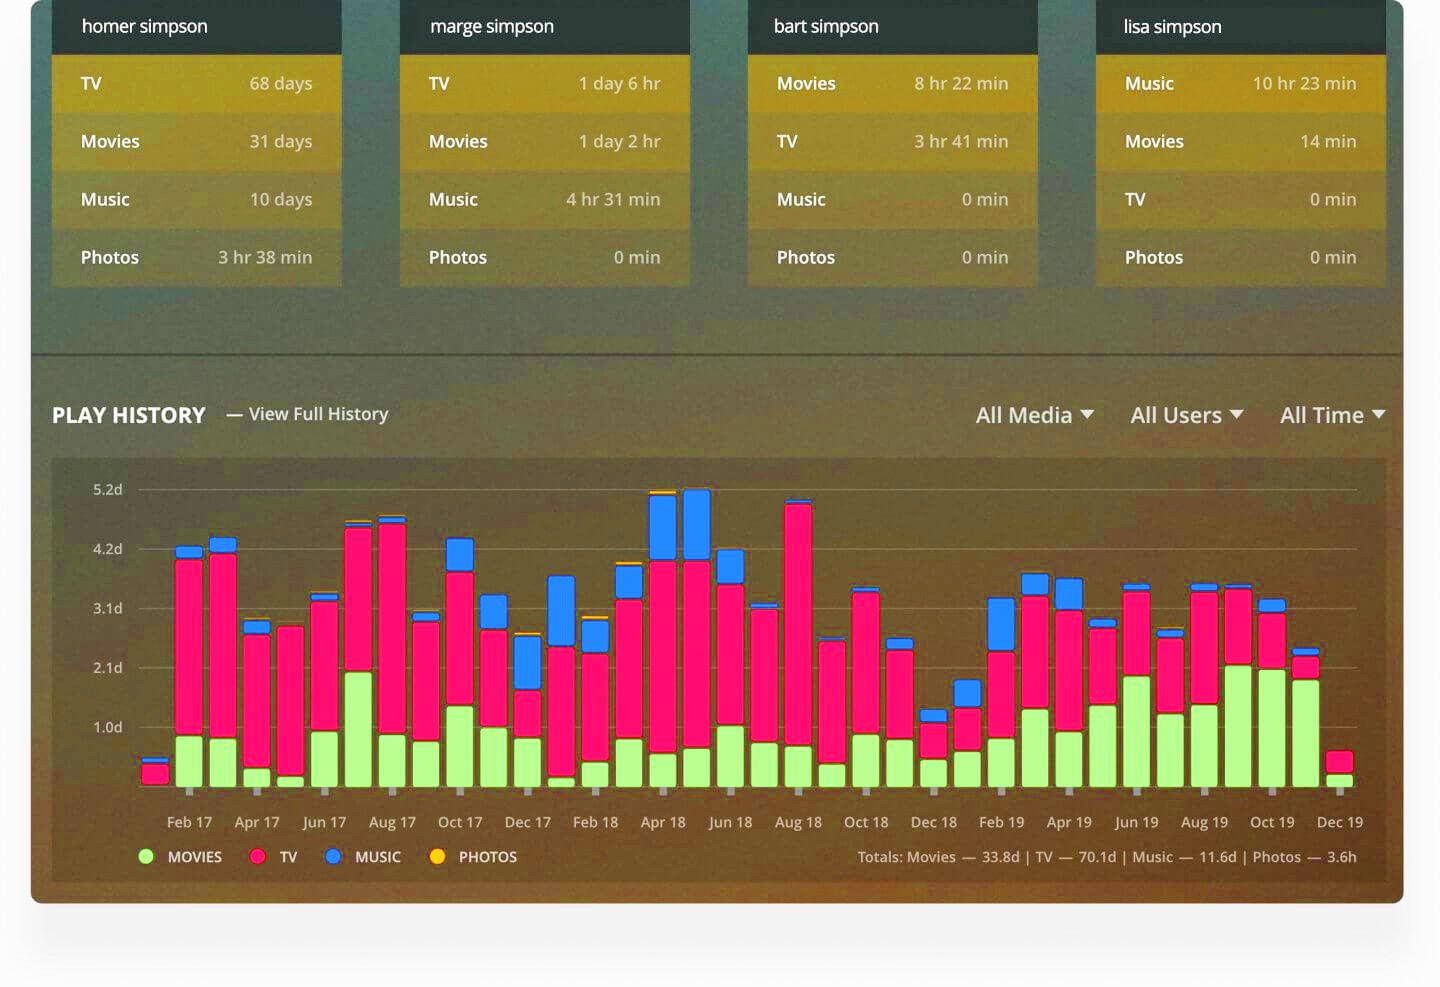 homer simpson marge simpson bart simpson lisa simpson
TV 68 days TV 1 day 6 hr Movies 8 hr 22 min Music 10 hr 23 min
Movies 31 days Movies 1 day 2 hr TV 3 hr 41 min Movies 14 min
Music 10 days Music 4 hr 31 min Music 0 min TV 0 min
Photos 3 hr 38 min Photos 0 min Photos 0 min Photos 0 min
PLAY HISTORY — View Full History All Media All Users All Time
5.2d
4.2d
3.1d
2.1d
1.0d
Feb 17 Apr 17 Jun 17 Aug 17 Oct 17 Dec 17 Feb 18 Apr 18 Jun 18 Aug 18 Oct 18 Dec 18 Feb 19 Apr 19 Jun 19 Aug 19 Oct 19 Dec 19
MOVIES TV MUSIC PHOTOS Totals: Movies — 33.8d | TV — 70.1d | Music — 11.6d | Photos — 3.6h